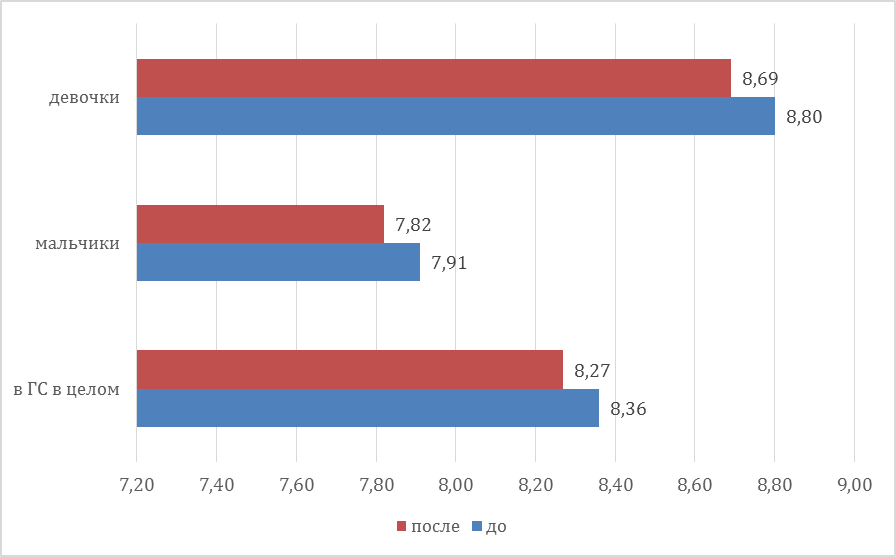 девочки
8,69
8,80
мальчики
7,82
7,91
в ГС в целом
8,27
8,36
7,20 7,40 7,60 7,80 8,00 8,20 8,40 8,60 8,80 9,00
после до